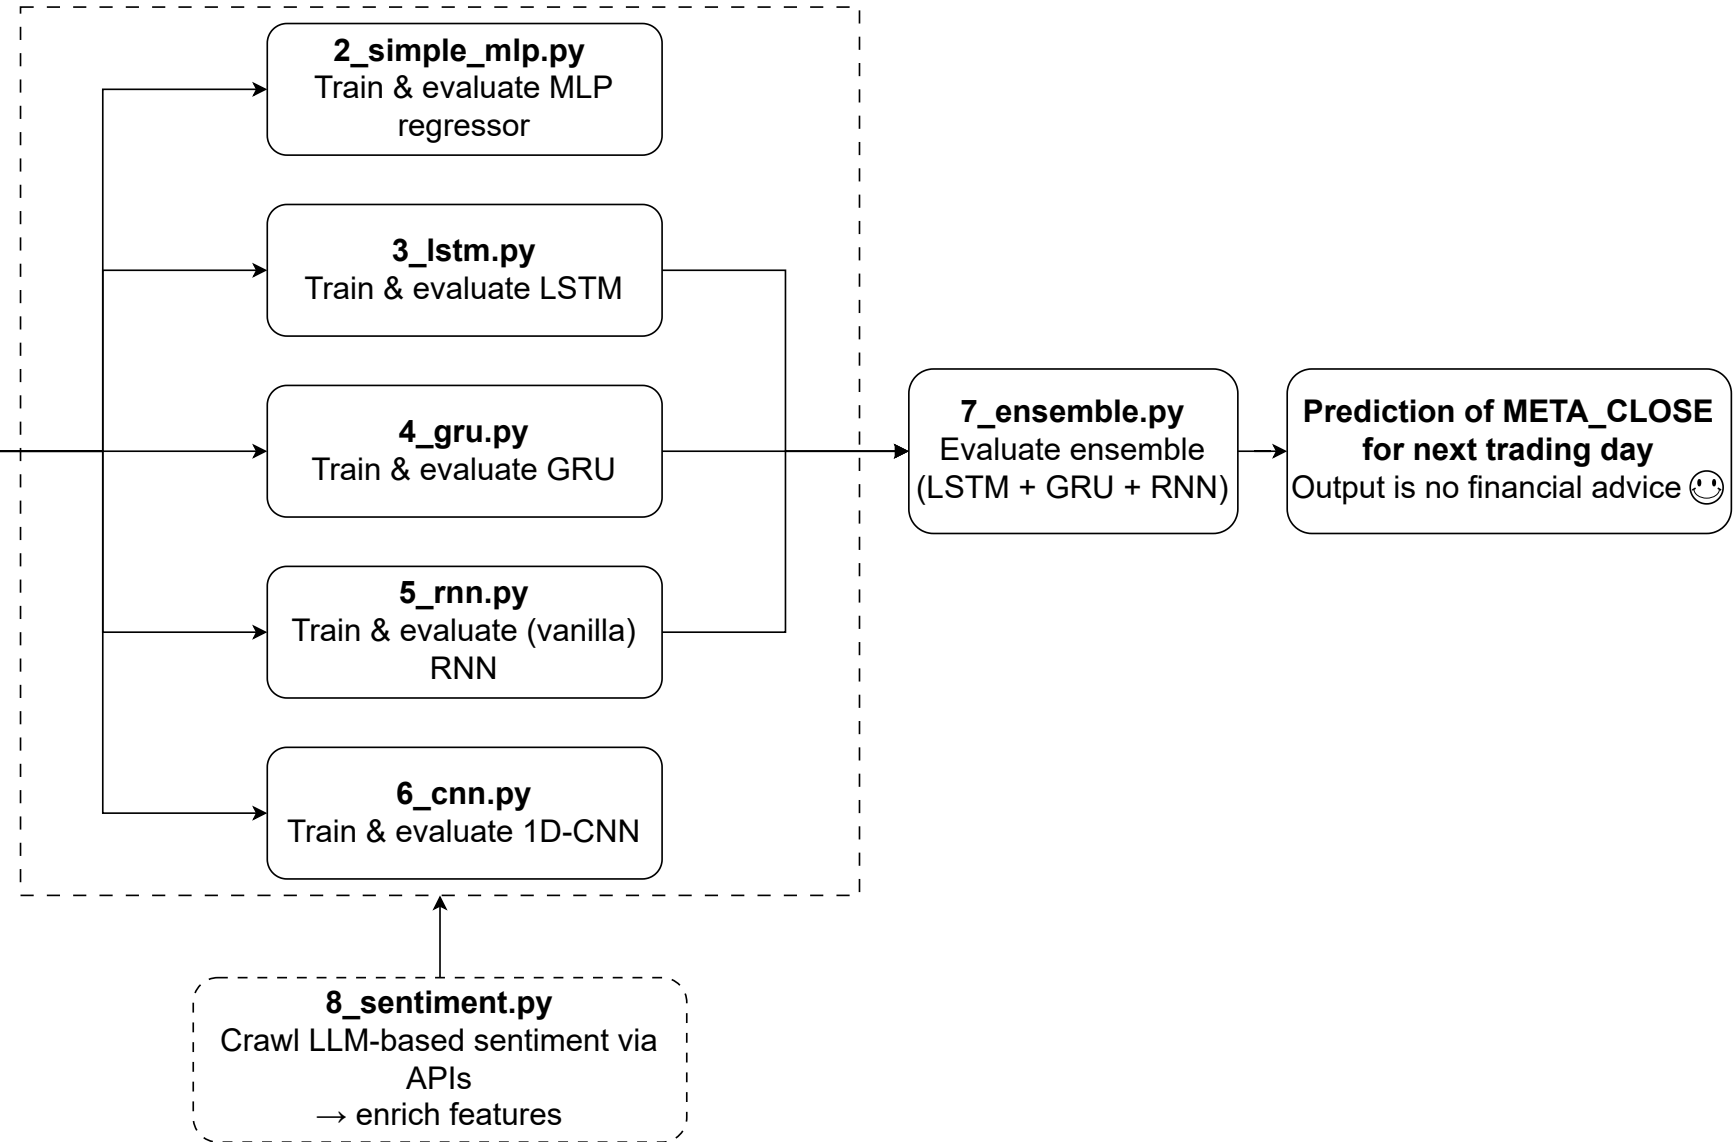 2_simple_mlp.py
Train & evaluate MLP
regressor
3_lstm.py
Train & evaluate LSTM
4_gru.py
Train & evaluate GRU
5_rnn.py
Train & evaluate (vanilla)
RNN
6_cnn.py
Train & evaluate 1D-CNN
7_ensemble.py
Evaluate ensemble
(LSTM + GRU + RNN)
Prediction of META_CLOSE
for next trading day
Output is no financial advice
8_sentiment.py
Crawl LLM-based sentiment via
APIs
→ enrich features